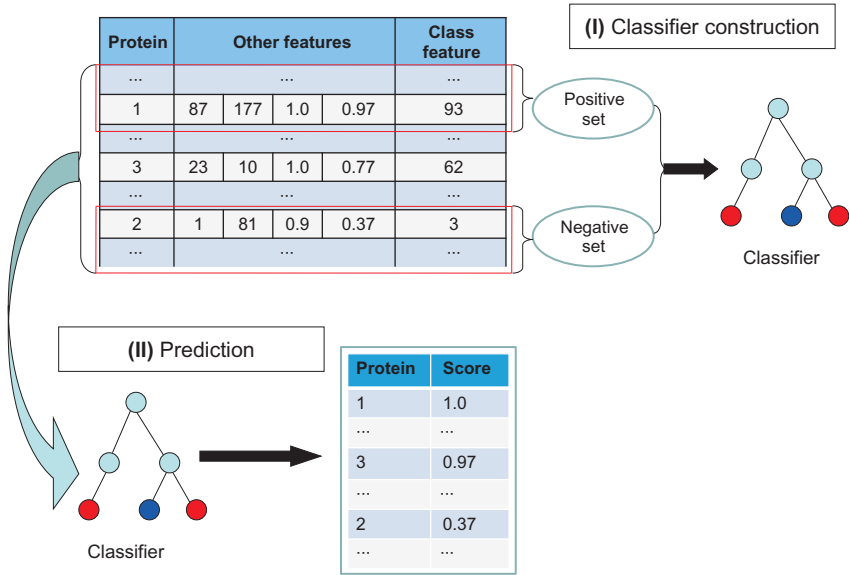 (I) Classifier construction
Protein Other features Class feature
... ... ...
1 87 177 1.0 0.97 93
... ... ...
3 23 10 1.0 0.77 62
... ... ...
2 1 81 0.9 0.37 3
... ... ...
Positive
set
Negative
set
Classifier
(II) Prediction
Classifier
Protein Score
1 1.0
... ...
3 0.97
... ...
2 0.37
... ...